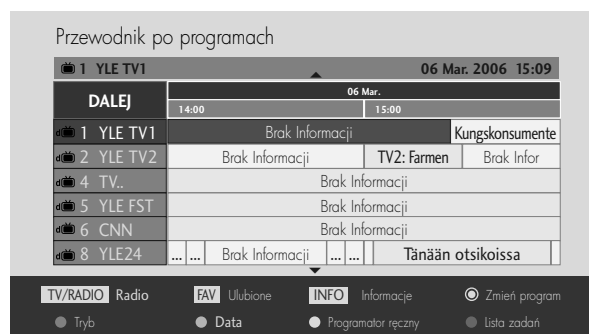 Przewodnik po programach
1 YLE TV1 06 Mar. 2006 15:09
DALEJ 06 Mar.
14:00 15:00
1 YLE TV1 Brak Informacji Kungskonsumente
2 YLE TV2 Brak Informacji TV2: Farmen Brak Infor
4 TV.. Brak Informacji
5 YLE FST Brak Informacji
6 CNN Brak Informacji
8 YLE24 ... ... Brak Informacji ... ... Tänään otsikoissa
TV/RADIO Radio FAV Ulubione INFO Informacje Zmień program
Tryb Data Programator ręczny Lista zadań